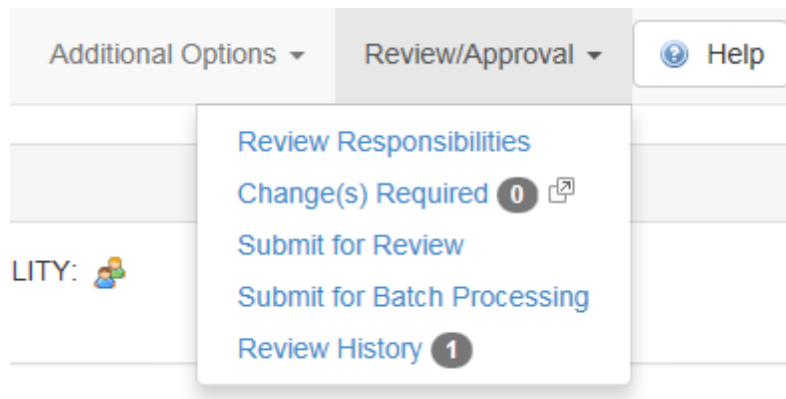 Additional Options Review/Approval Help
Review Responsibilities
Change(s) Required 0
LITY:
Submit for Review
Submit for Batch Processing
Review History 1